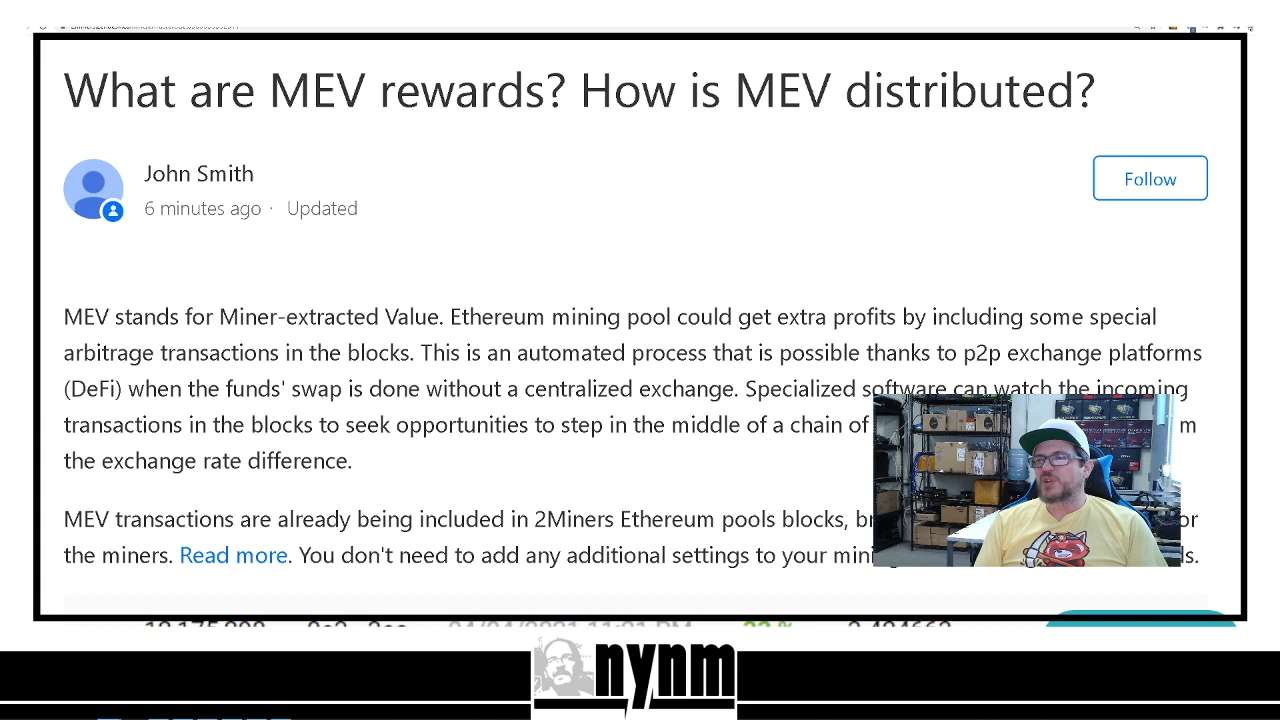 What are MEV rewards? How is MEV distributed?
John Smith
Follow
6 minutes ago · Updated
MEV stands for Miner-extracted Value. Ethereum mining pool could get extra profits by including some special
arbitrage transactions in the blocks. This is an automated process that is possible thanks to p2p exchange platforms
(DeFi) when the funds' swap is done without a centralized exchange. Specialized software can watch the incoming
transactions in the blocks to seek opportunities to step in the middle of a chain of
the exchange rate difference.
MEV transactions are already being included in 2Miners Ethereum pools blocks,
the miners. Read more. You don't need to add any additional settings to your
nynm